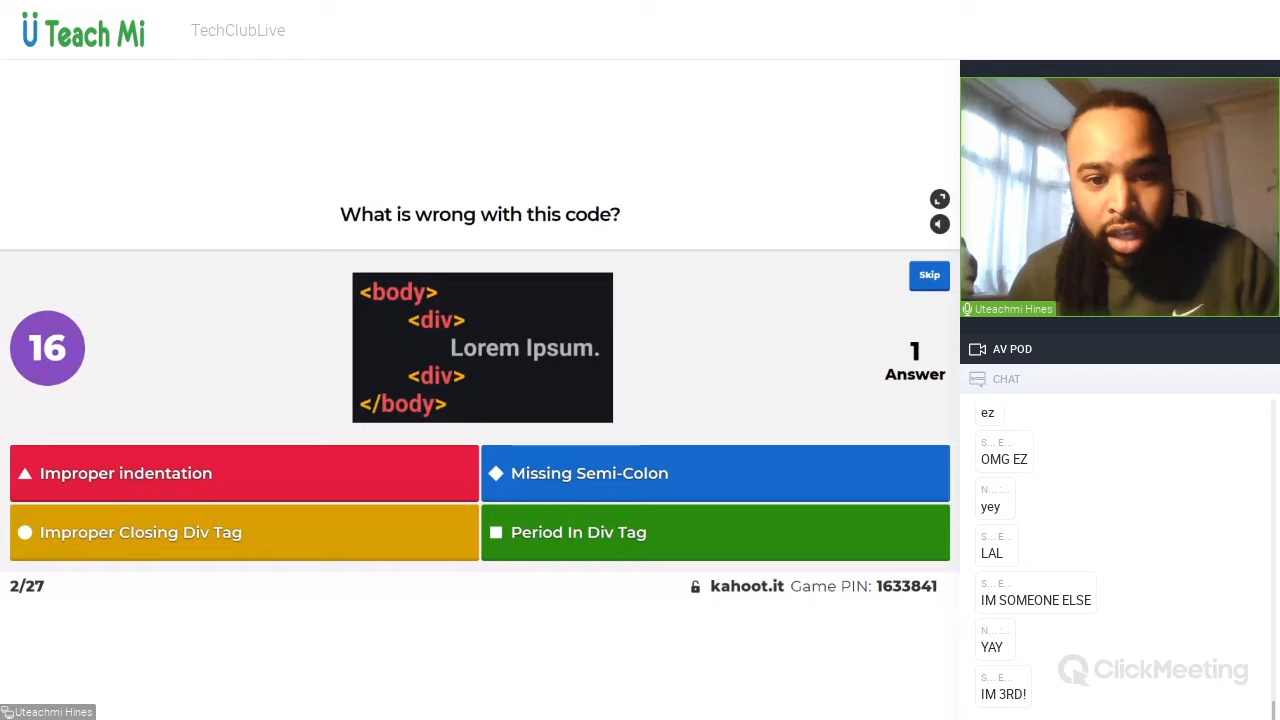 Ü Teach Mi
TechClubLive
What is wrong with this code?
Skip
16
<body>
<div>
Lorem Ipsum.
<div>
</body>
1
Answer
Improper indentation
Missing Semi-Colon
Improper Closing Div Tag
Period In Div Tag
2/27
kahoot.it Game PIN: 1633841
Uteachmi Hines
Uteachmi Hines
AV POD
CHAT
ez
S... E...
OMG EZ
N... :...
yey
S... E...
LAL
S... E...
IM SOMEONE ELSE
N... :...
YAY
S... E...
IM 3RD!
ClickMeeting